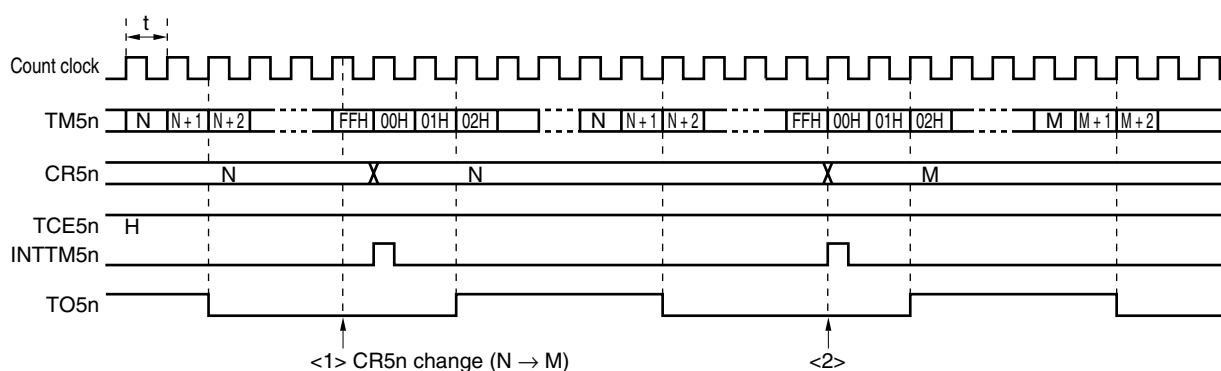 t
Count clock
TM5n N N + 1 N + 2 FFH 00H 01H 02H N N + 1 N + 2 FFH 00H 01H 02H M M + 1 M + 2
CR5n N N M
TCE5n H
INTTM5n
TO5n
<1> CR5n change (N → M) <2>